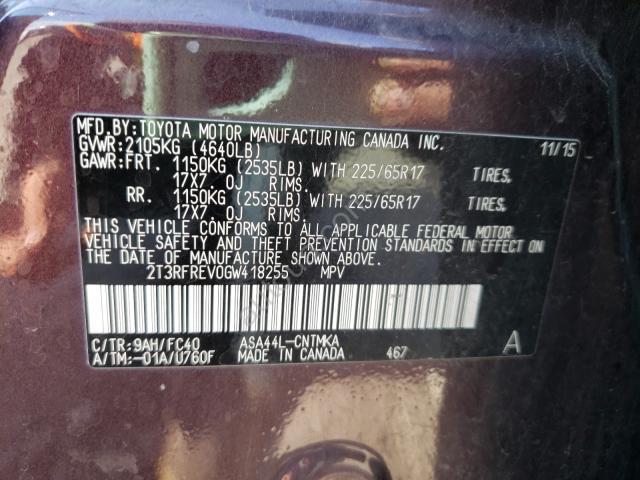 MFD.BY:TOYOTA MOTOR MANUFACTURING CANADA INC. 11/15
GVWR:2105KG (4640LB)
GAWR:FRT. 1150KG (2535LB) WITH 225/65R17 TIRES,
17X7.0J RIMS.
RR. 1150KG (2535LB) WITH 225/65R17 TIRES,
17X7.0J RIMS.
THIS VEHICLE CONFORMS TO ALL APPLICABLE FEDERAL MOTOR
VEHICLE SAFETY AND THEFT PREVENTION STANDARDS IN EFFECT ON
THE DATE OF MANUFACTURE SHOWN ABOVE.
2T3RFREV0GW418255 MPV
C/TR:9AH/FC40 ASA44L-CNTMKA
A/TM:-01A/U760F MADE IN CANADA 467 A